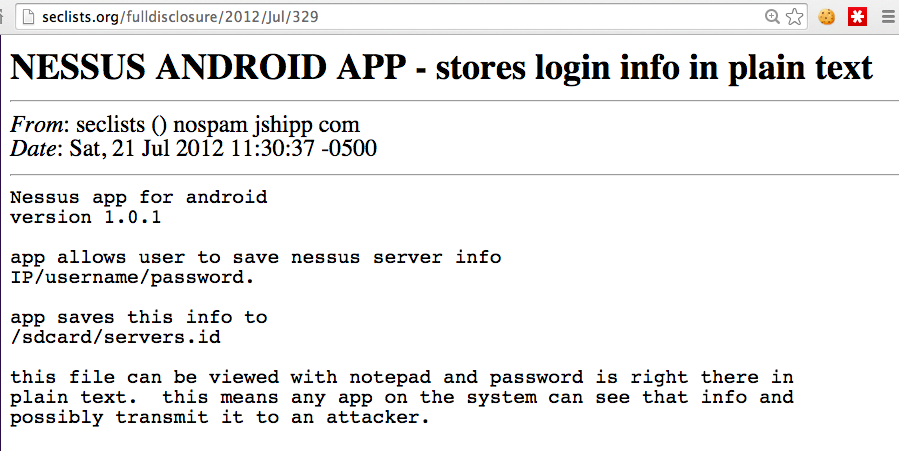 seclists.org/fulldisclosure/2012/Jul/329
NESSUS ANDROID APP - stores login info in plain text
From: seclists () nospam jshipp com
Date: Sat, 21 Jul 2012 11:30:37 -0500
Nessus app for android
version 1.0.1
app allows user to save nessus server info
IP/username/password.
app saves this info to
/sdcard/servers.id
this file can be viewed with notepad and password is right there in
plain text.  this means any app on the system can see that info and
possibly transmit it to an attacker.